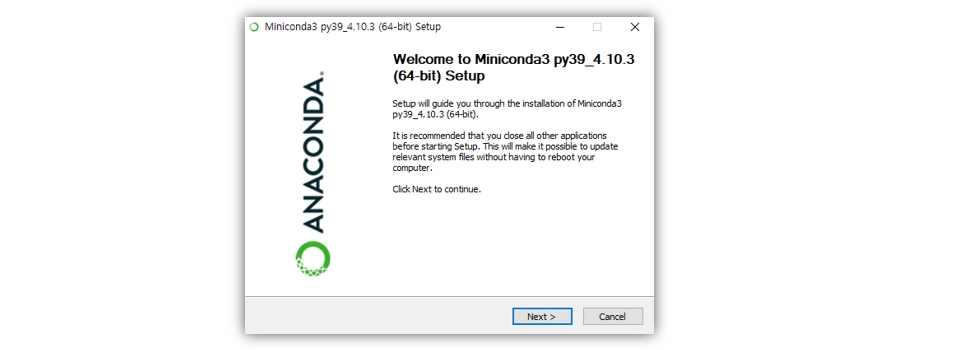 Miniconda3 py39_4.10.3 (64-bit) Setup
ANACONDA.
Welcome to Miniconda3 py39_4.10.3
(64-bit) Setup
Setup will guide you through the installation of Miniconda3
py39_4.10.3 (64-bit).
It is recommended that you close all other applications
before starting Setup. This will make it possible to update
relevant system files without having to reboot your
computer.
Click Next to continue.
Next >
Cancel